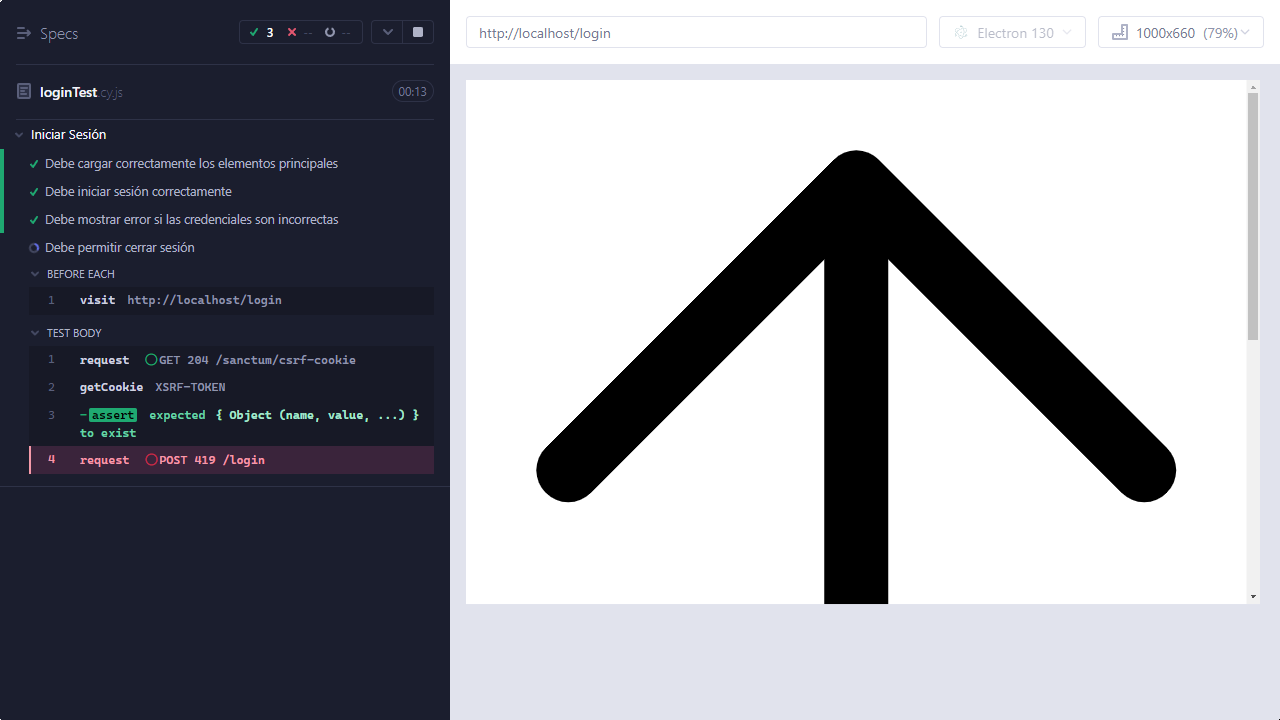 Specs
3 -- --
loginTest.cy.js 00:13
Iniciar Sesión
Debe cargar correctamente los elementos principales
Debe iniciar sesión correctamente
Debe mostrar error si las credenciales son incorrectas
Debe permitir cerrar sesión
BEFORE EACH
1 visit http://localhost/login
TEST BODY
1 request GET 204 /sanctum/csrf-cookie
2 getCookie XSRF-TOKEN
3 -assert expected { Object (name, value, ...) }
to exist
4 request POST 419 /login
http://localhost/login
Electron 130
1000x660 (79%)